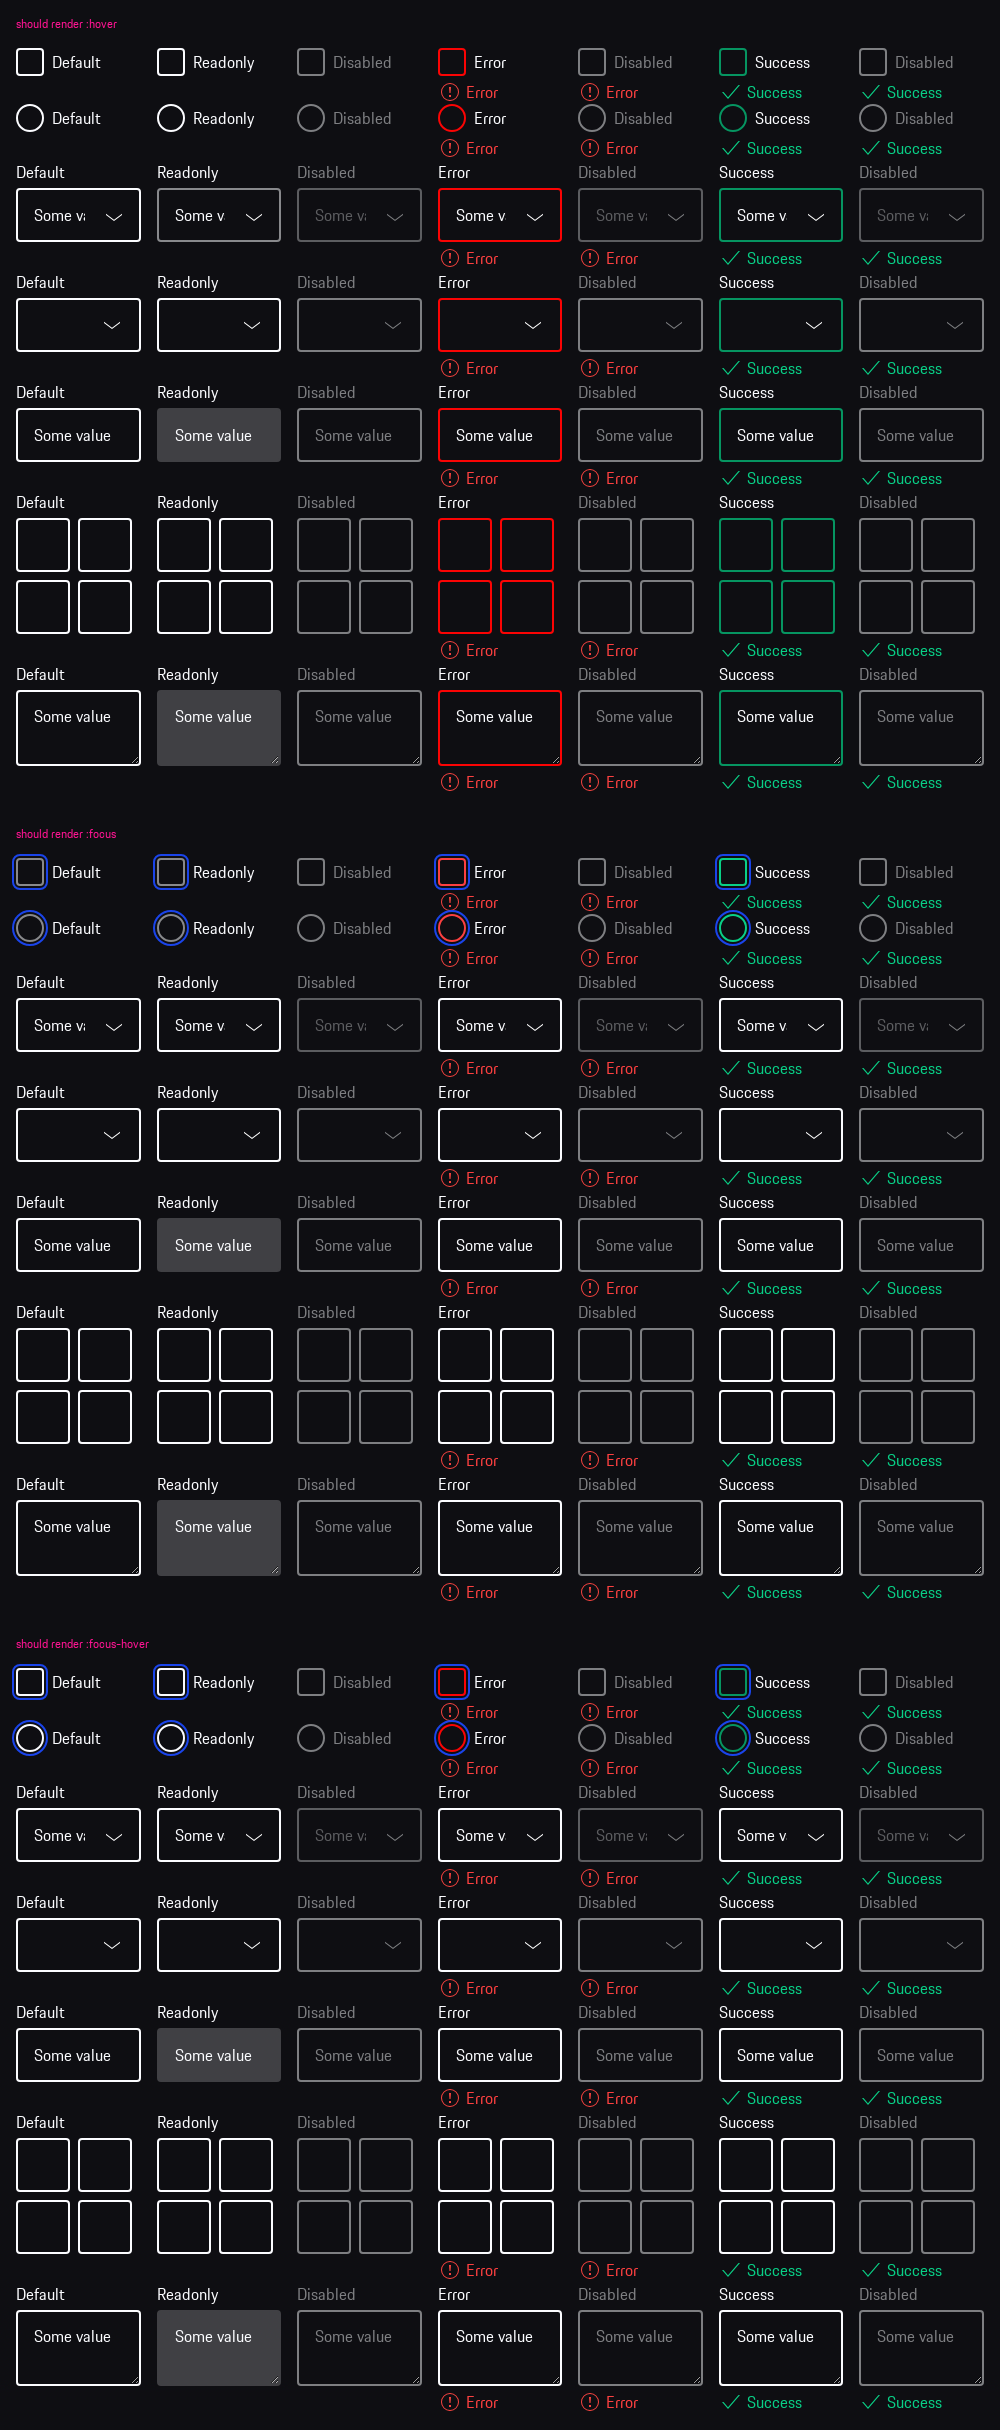 should render :hover
Default Readonly Disabled Error Disabled Success Disabled
Error Error Success Success
Default Readonly Disabled Error Disabled Success Disabled
Error Error Success Success
Default Readonly Disabled Error Disabled Success Disabled
Some va Some v Some va Some v Some va Some v Some va
Error Error Success Success
Default Readonly Disabled Error Disabled Success Disabled
Error Error Success Success
Default Readonly Disabled Error Disabled Success Disabled
Some value Some value Some value Some value Some value Some value Some value
Error Error Success Success
Default Readonly Disabled Error Disabled Success Disabled
Error Error Success Success
Default Readonly Disabled Error Disabled Success Disabled
Some value Some value Some value Some value Some value Some value Some value
Error Error Success Success
should render :focus
Default Readonly Disabled Error Disabled Success Disabled
Error Error Success Success
Default Readonly Disabled Error Disabled Success Disabled
Error Error Success Success
Default Readonly Disabled Error Disabled Success Disabled
Some va Some v Some va Some v Some va Some v Some va
Error Error Success Success
Default Readonly Disabled Error Disabled Success Disabled
Error Error Success Success
Default Readonly Disabled Error Disabled Success Disabled
Some value Some value Some value Some value Some value Some value Some value
Error Error Success Success
Default Readonly Disabled Error Disabled Success Disabled
Error Error Success Success
Default Readonly Disabled Error Disabled Success Disabled
Some value Some value Some value Some value Some value Some value Some value
Error Error Success Success
should render :focus-hover
Default Readonly Disabled Error Disabled Success Disabled
Error Error Success Success
Default Readonly Disabled Error Disabled Success Disabled
Error Error Success Success
Default Readonly Disabled Error Disabled Success Disabled
Some va Some v Some va Some v Some va Some v Some va
Error Error Success Success
Default Readonly Disabled Error Disabled Success Disabled
Error Error Success Success
Default Readonly Disabled Error Disabled Success Disabled
Some value Some value Some value Some value Some value Some value Some value
Error Error Success Success
Default Readonly Disabled Error Disabled Success Disabled
Error Error Success Success
Default Readonly Disabled Error Disabled Success Disabled
Some value Some value Some value Some value Some value Some value Some value
Error Error Success Success